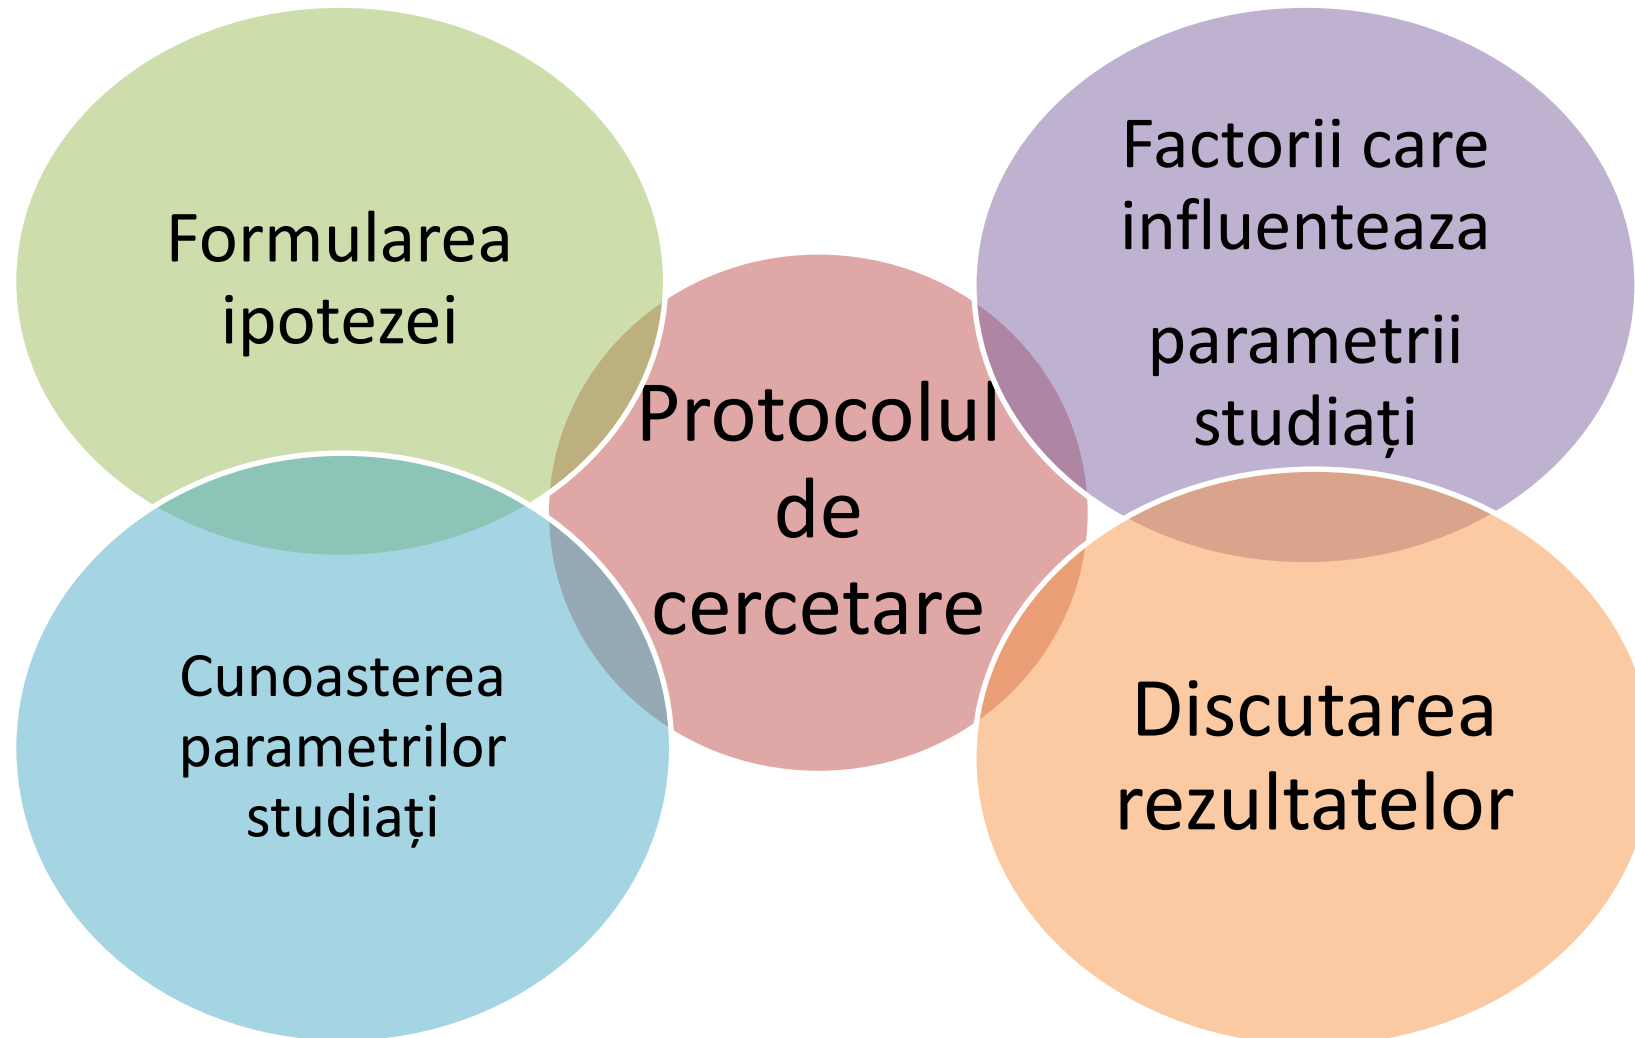 Formularea
ipotezei
Factorii care
influenteaza
parametrii
studiați
Protocolul
de
cercetare
Cunoasterea
parametrilor
studiați
Discutarea
rezultatelor